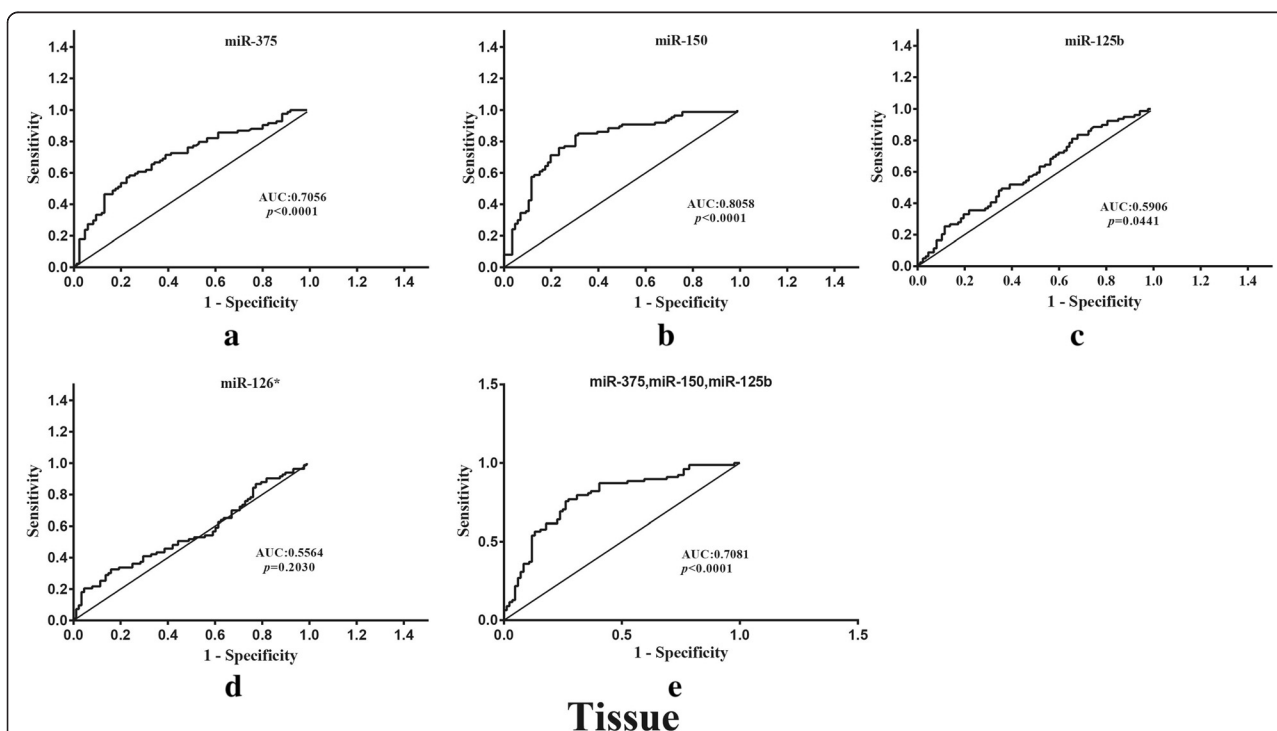 miR-375
1.4
1.2
1.0
0.8
0.6
0.4
0.2
0.0
Sensitivity
AUC:0.7056
p<0.0001
0.0 0.2 0.4 0.6 0.8 1.0 1.2 1.4
1 - Specificity
a
miR-150
1.4
1.2
1.0
0.8
0.6
0.4
0.2
0.0
Sensitivity
AUC:0.8058
p<0.0001
0.0 0.2 0.4 0.6 0.8 1.0 1.2 1.4
1 - Specificity
b
miR-125b
1.4
1.2
1.0
0.8
0.6
0.4
0.2
0.0
Sensitivity
AUC:0.5906
p=0.0441
0.0 0.2 0.4 0.6 0.8 1.0 1.2 1.4
1 - Specificity
c
miR-126*
1.4
1.2
1.0
0.8
0.6
0.4
0.2
0.0
Sensitivity
AUC:0.5564
p=0.2030
0.0 0.2 0.4 0.6 0.8 1.0 1.2 1.4
1 - Specificity
d
miR-375,miR-150,miR-125b
1.5
1.0
0.5
0.0
Sensitivity
AUC:0.7081
p<0.0001
0.0 0.5 1.0 1.5
1 - Specificity
e
Tissue